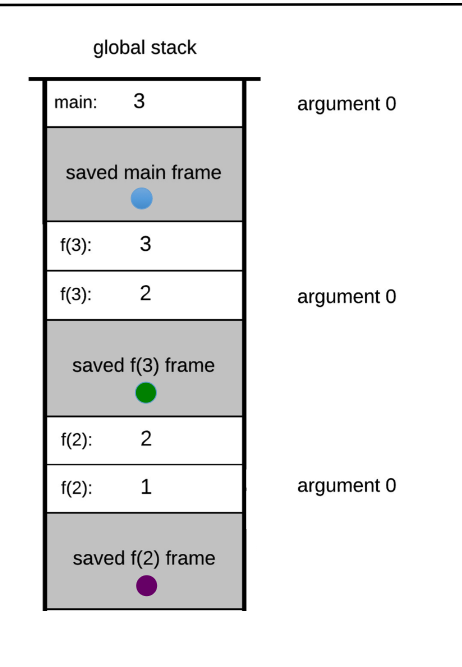 global stack
main: 3 argument 0
saved main frame
f(3): 3
f(3): 2 argument 0
saved f(3) frame
f(2): 2
f(2): 1 argument 0
saved f(2) frame